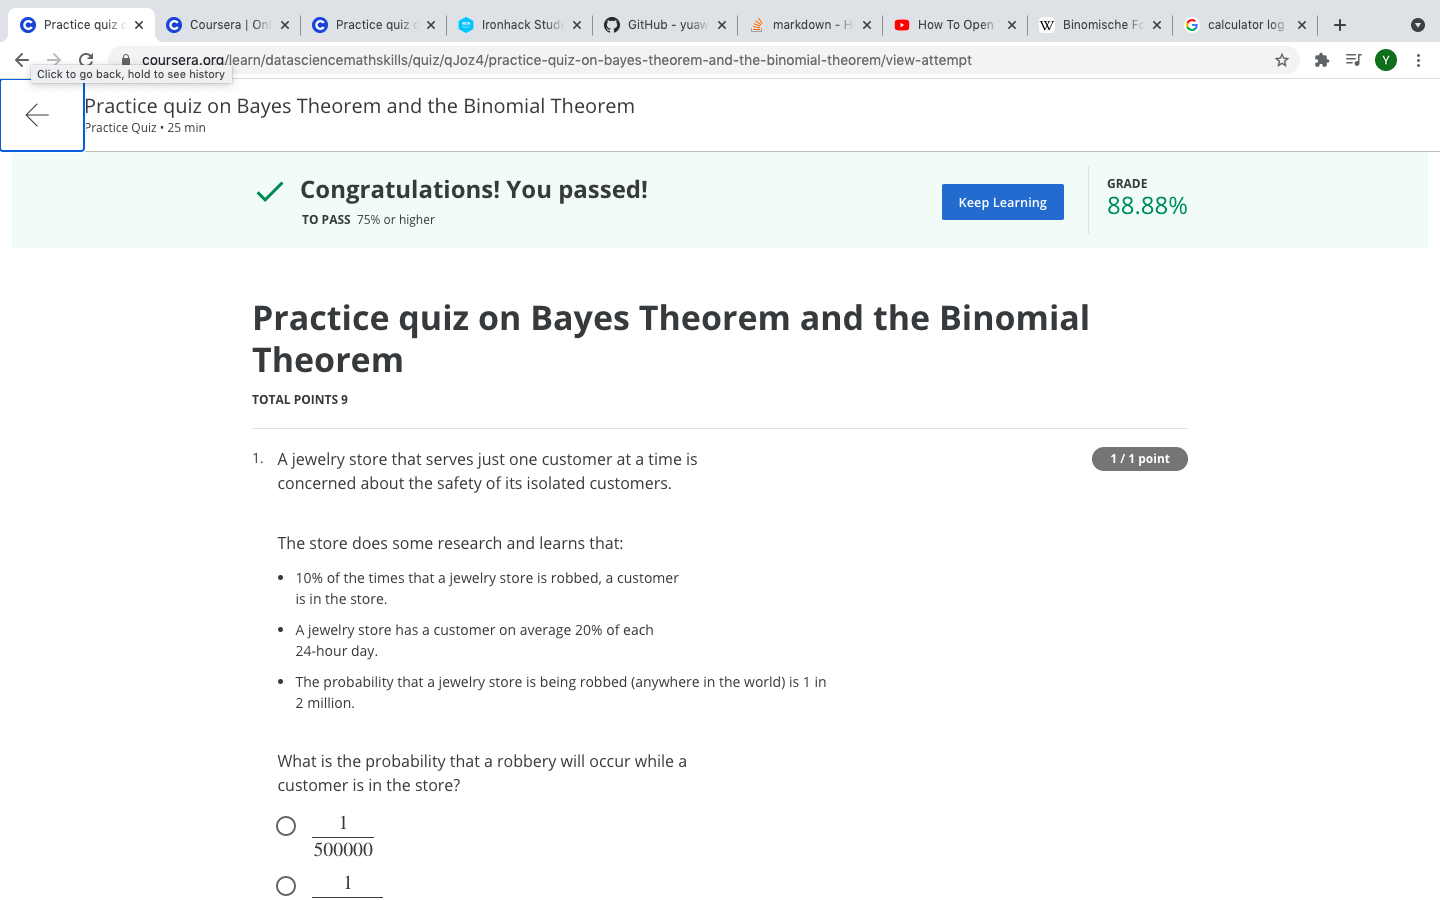 Practice quiz o
Coursera | Onl
Practice quiz o
Ironhack Stude
GitHub - yuaw
markdown - H
How To Open
Binomische Fo
calculator log
coursera.org/learn/datasciencemathskills/quiz/qJoz4/practice-quiz-on-bayes-theorem-and-the-binomial-theorem/view-attempt
Y
Click to go back, hold to see history
Practice quiz on Bayes Theorem and the Binomial Theorem
Practice Quiz • 25 min
Congratulations! You passed!
TO PASS 75% or higher
Keep Learning
GRADE
88.88%
Practice quiz on Bayes Theorem and the Binomial
Theorem
TOTAL POINTS 9
1. A jewelry store that serves just one customer at a time is
1 / 1 point
concerned about the safety of its isolated customers.
The store does some research and learns that:
• 10% of the times that a jewelry store is robbed, a customer
is in the store.
• A jewelry store has a customer on average 20% of each
24-hour day.
• The probability that a jewelry store is being robbed (anywhere in the world) is 1 in
2 million.
What is the probability that a robbery will occur while a
customer is in the store?
1
500000
1